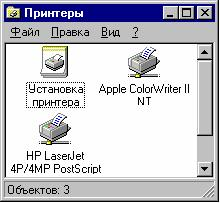 Принтеры
Файл Правка Вид ?
Установка
принтера
Apple ColorWriter II
NT
HP LaserJet
4P/4MP PostScript
Объектов: 3